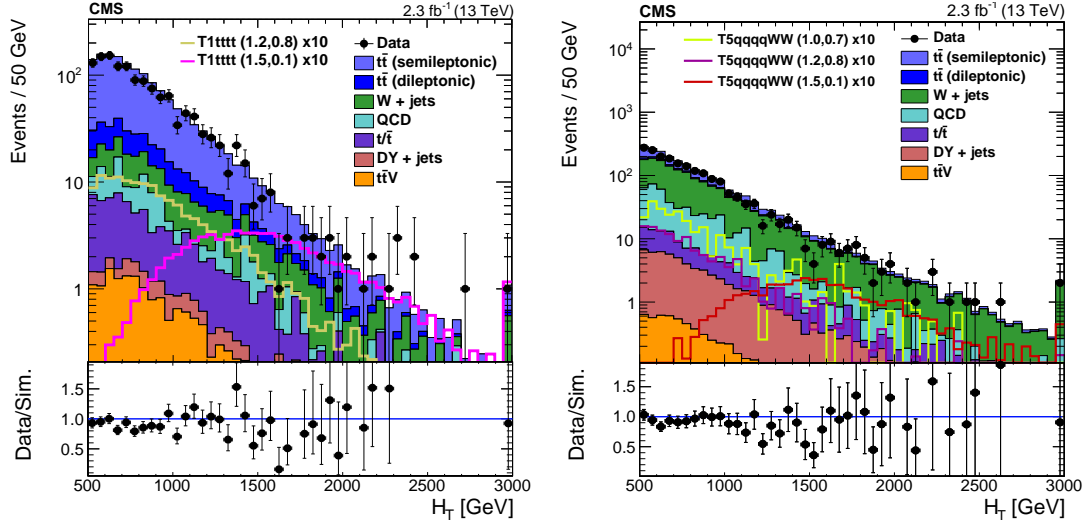 CMS 2.3 fb⁻¹ (13 TeV)
T1tttt (1.2,0.8) x10
T1tttt (1.5,0.1) x10
Data
tt̄ (semileptonic)
tt̄ (dileptonic)
W + jets
QCD
t/t̄
DY + jets
tt̄V
Events / 50 GeV
10²
10
1
Data/Sim.
1.5
1.0
0.5
500 1000 1500 2000 2500 3000
H_T [GeV]
CMS 2.3 fb⁻¹ (13 TeV)
T5qqqqWW (1.0,0.7) x10
T5qqqqWW (1.2,0.8) x10
T5qqqqWW (1.5,0.1) x10
Data
tt̄ (semileptonic)
tt̄ (dileptonic)
W + jets
QCD
t/t̄
DY + jets
tt̄V
Events / 50 GeV
10⁴
10³
10²
10
1
Data/Sim.
1.5
1.0
0.5
500 1000 1500 2000 2500 3000
H_T [GeV]